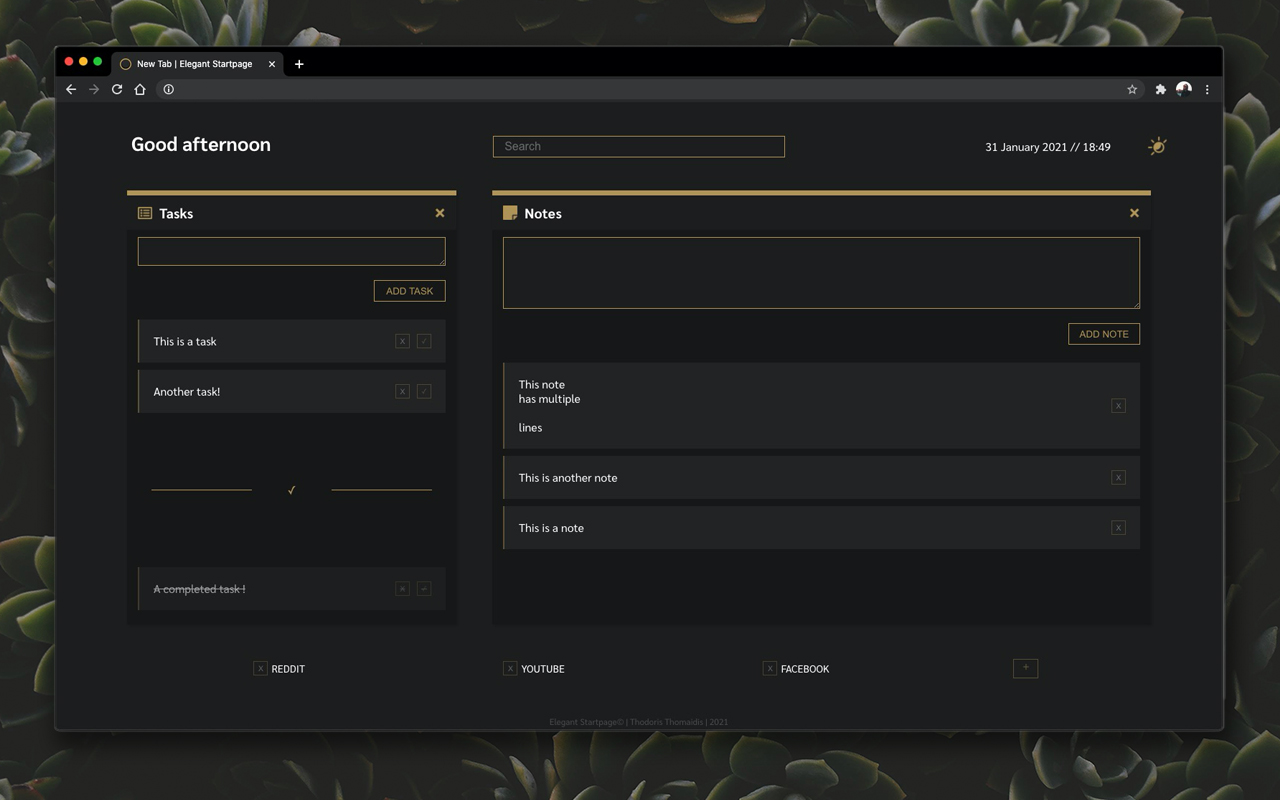 New Tab | Elegant Startpage
Good afternoon
Search
31 January 2021 // 18:49
Tasks
ADD TASK
This is a task
X ✓
Another task!
X ✓
✓
A completed task !
X ✓
Notes
ADD NOTE
This note
has multiple
lines
X
This is another note
X
This is a note
X
X REDDIT
X YOUTUBE
X FACEBOOK
+
Elegant Startpage© | Thodoris Thomaidis | 2021